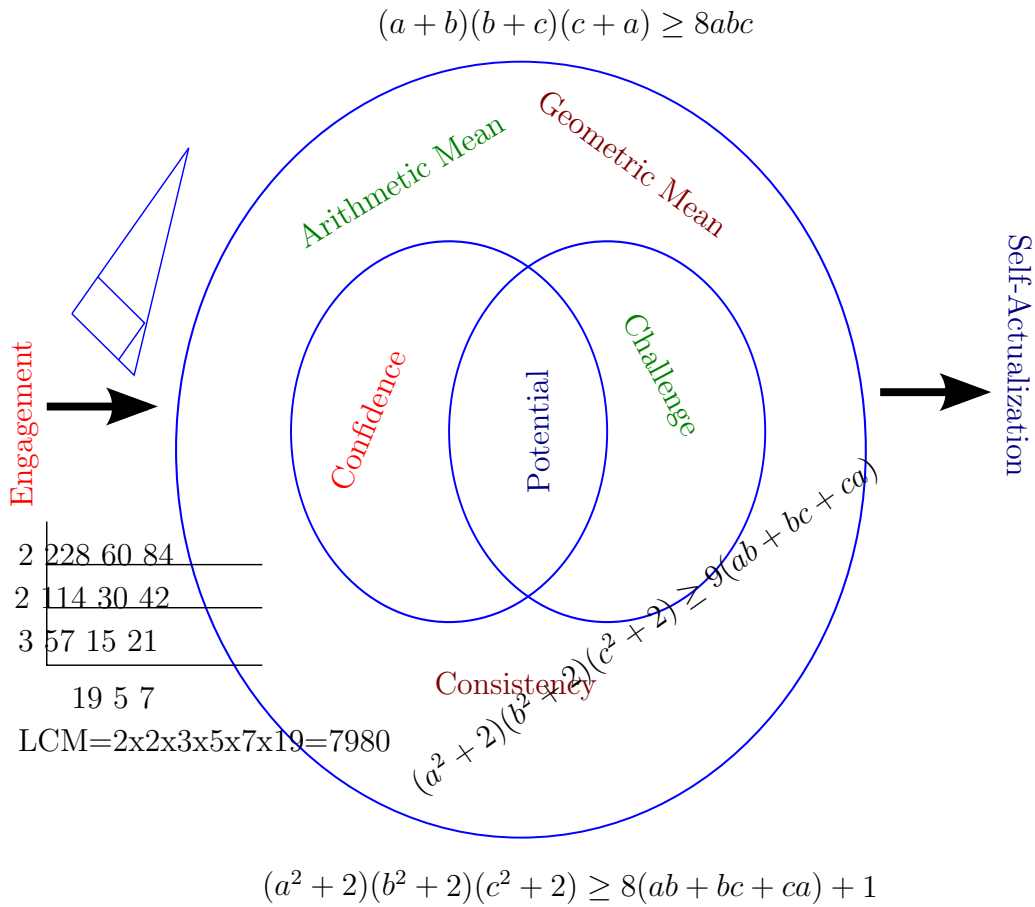 (a + b)(b + c)(c + a) ≥ 8abc
Arithmetic Mean
Geometric Mean
Engagement
Confidence
Potential
Challenge
Self-Actualization
2 228 60 84
2 114 30 42
3 57 15 21
19 5 7
LCM=2x2x3x5x7x19=7980
Consistency
(a² + 2)(b² + 2)(c² + 2) ≥ 9(ab + bc + ca)
(a² + 2)(b² + 2)(c² + 2) ≥ 8(ab + bc + ca) + 1